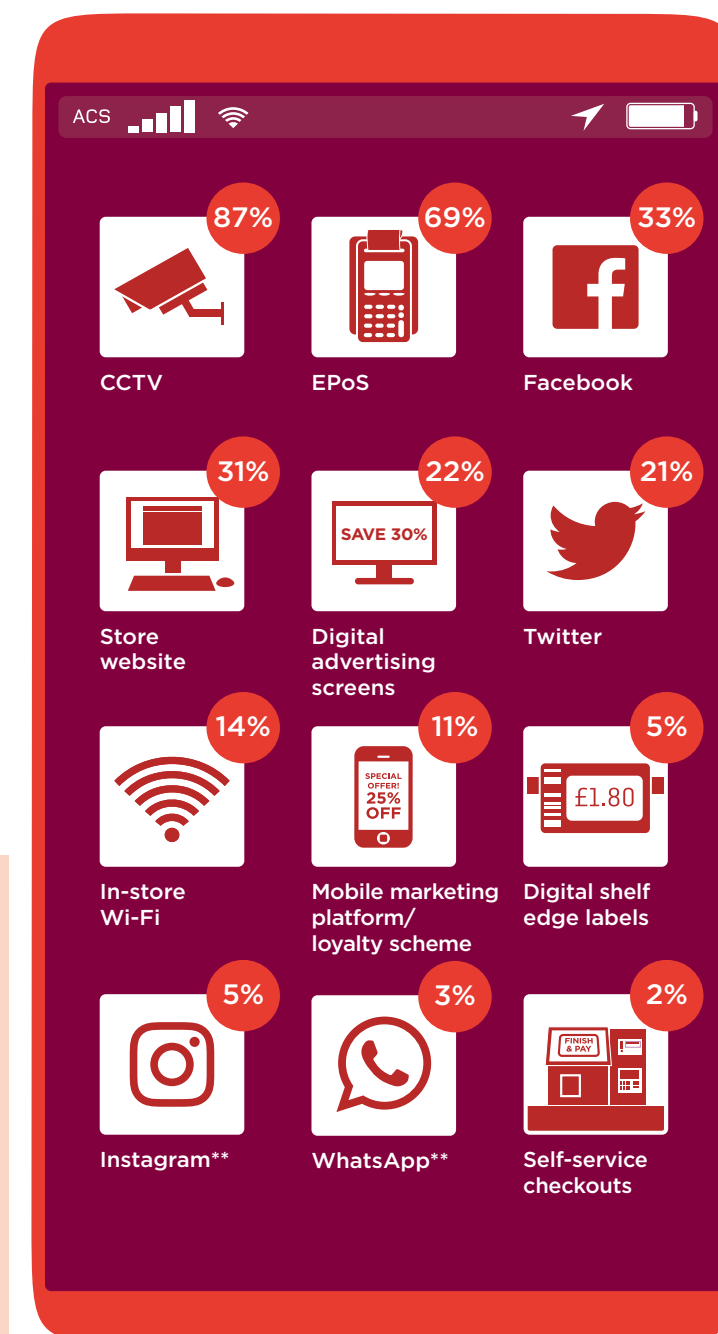 ACS
87%
69%
33%
CCTV
EPoS
Facebook
31%
22%
21%
SAVE 30%
Store
website
Digital
advertising
screens
Twitter
14%
11%
5%
SPECIAL
OFFER!
25%
OFF
£1.80
In-store
Wi-Fi
Mobile marketing
platform/
loyalty scheme
Digital shelf
edge labels
5%
3%
2%
FINISH
& PAY
Instagram**
WhatsApp**
Self-service
checkouts